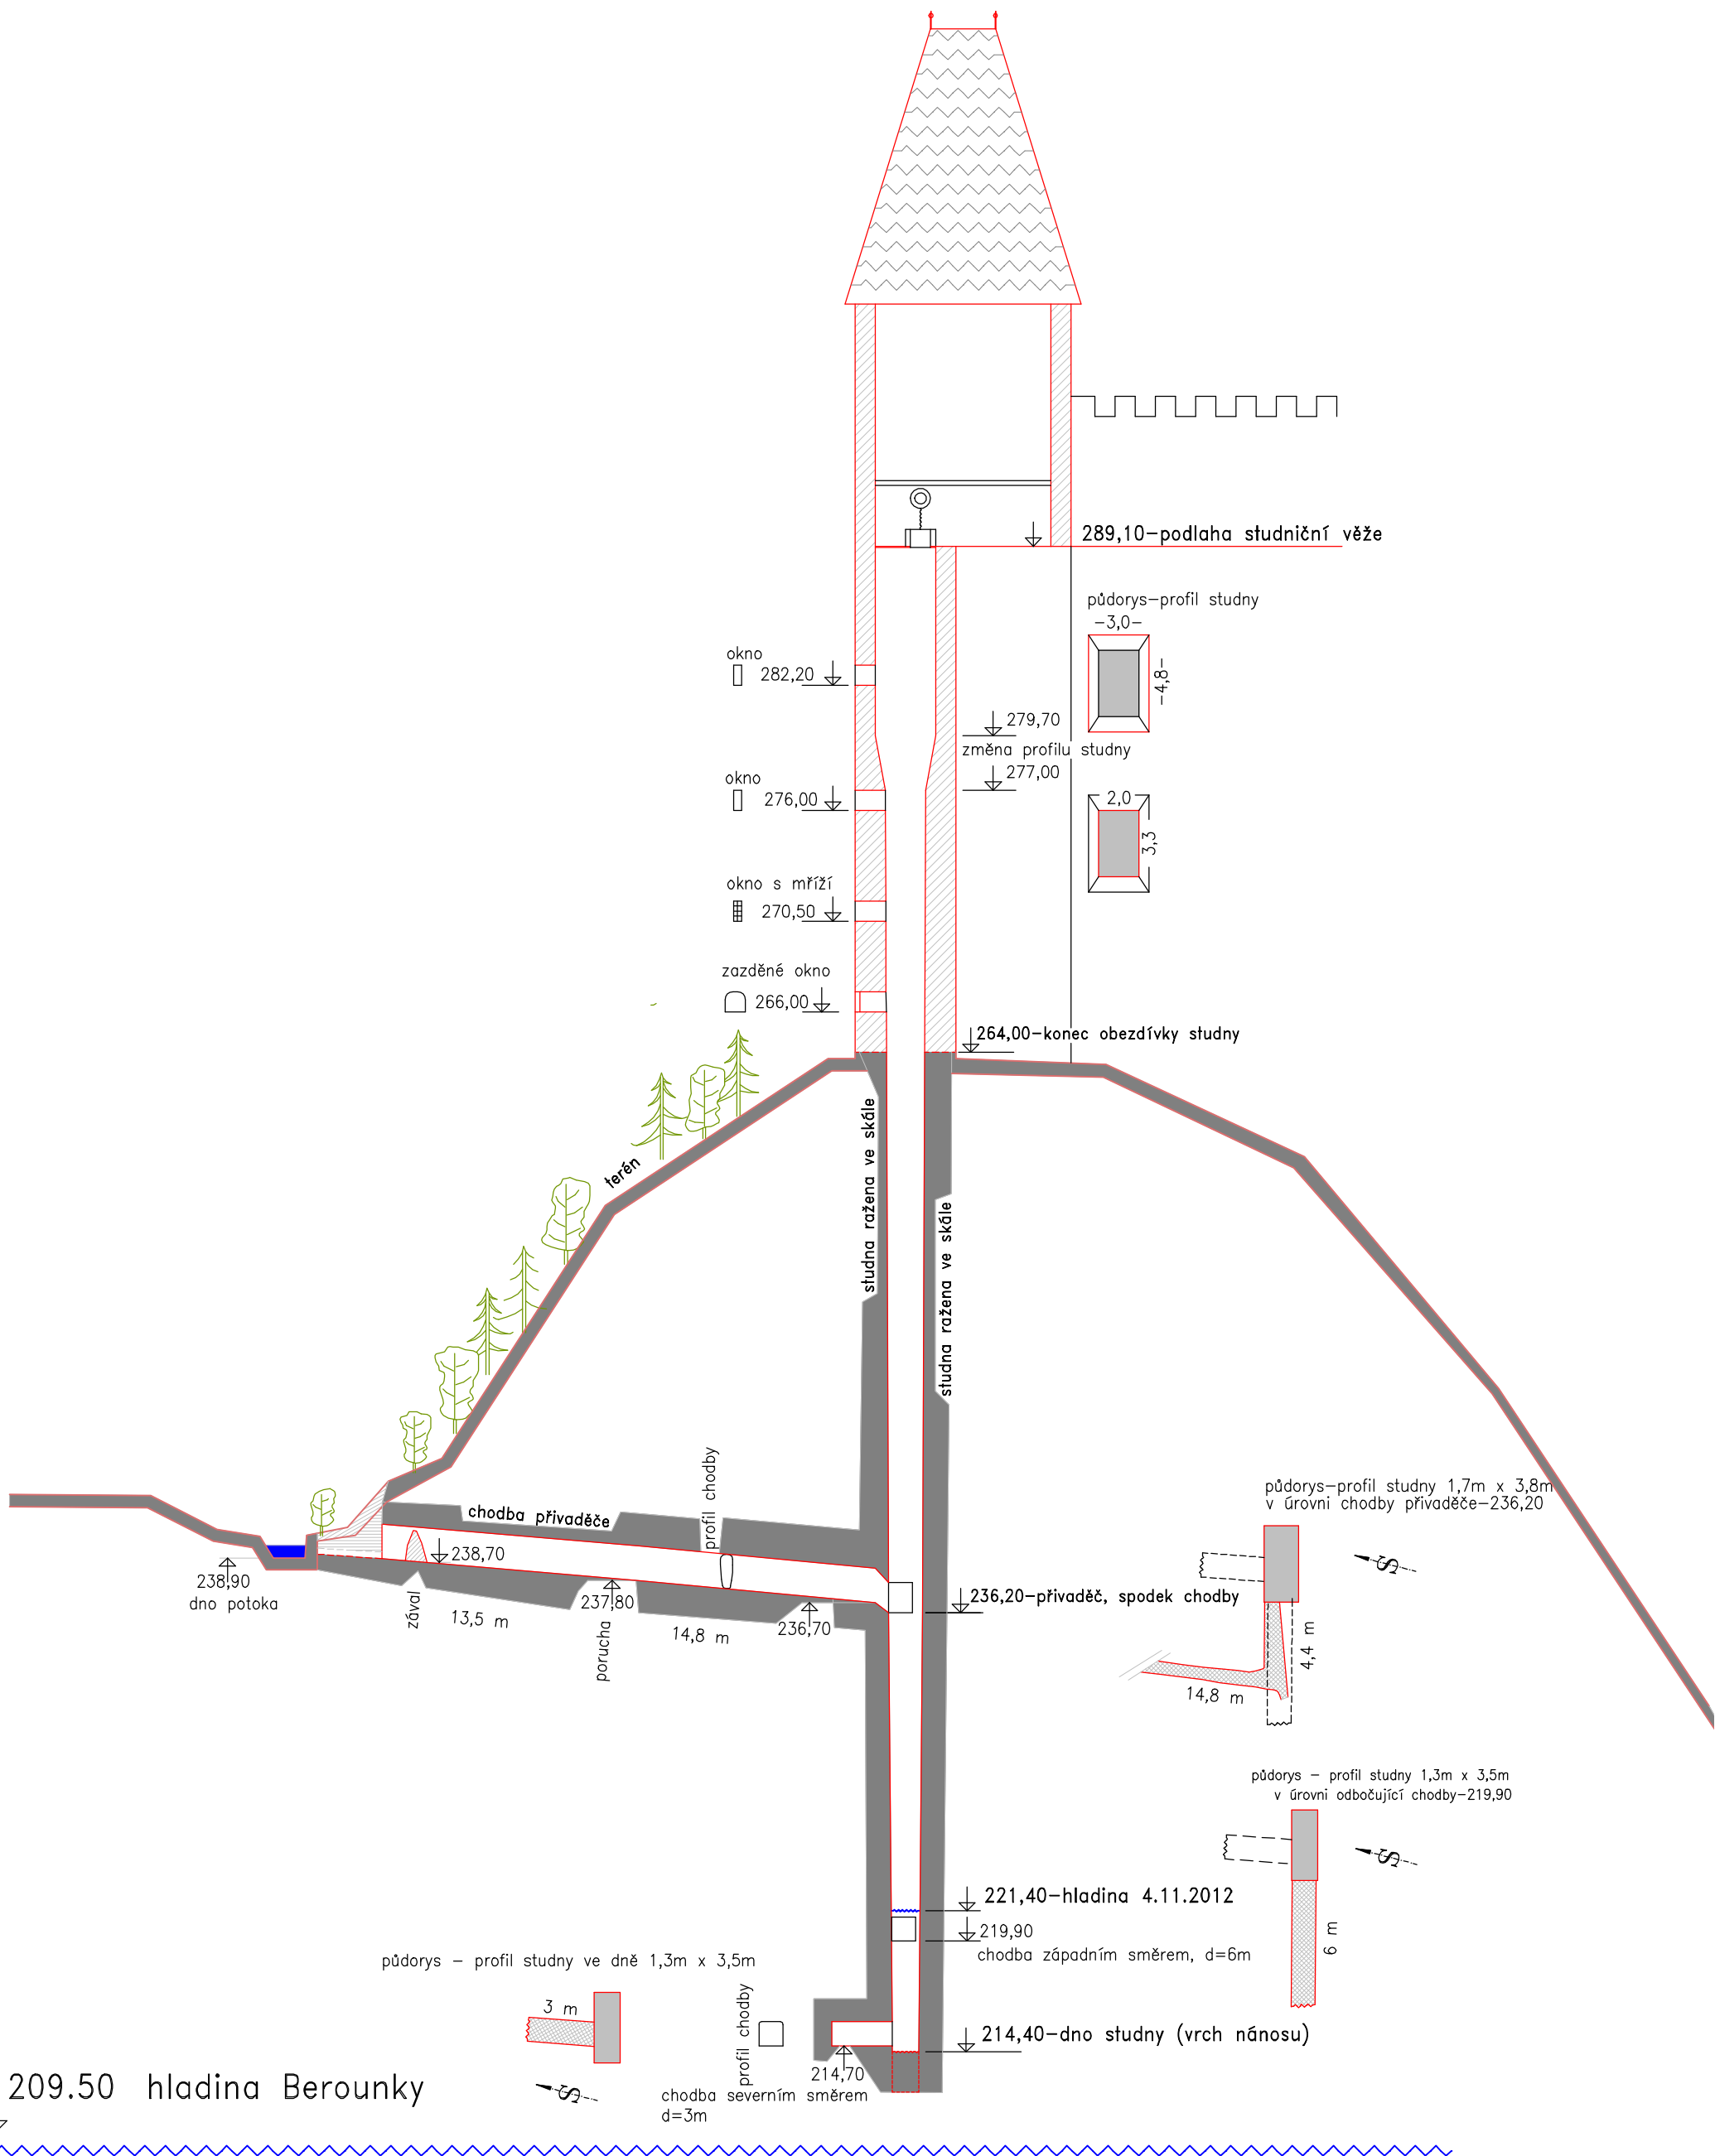 289,10-podlaha studniční věže
půdorys-profil studny
-3,0-
-4,8-
okno
282,20
279,70
změna profilu studny
277,00
okno
276,00
2,0
3,3
okno s mříží
270,50
zazděné okno
266,00
264,00-konec obezdívky studny
studna ražena ve skále
studna ražena ve skále
terén
profil chodby
chodba přivaděče
půdorys-profil studny 1,7m x 3,8m
v úrovni chodby přivaděče-236,20
S
238,70
238,90
dno potoka
zával
13,5 m
237,80
porucha
14,8 m
236,70
236,20-přivaděč, spodek chodby
4,4 m
14,8 m
půdorys - profil studny 1,3m x 3,5m
v úrovni odbočující chodby-219,90
S
6 m
221,40-hladina 4.11.2012
219,90
chodba západním směrem, d=6m
půdorys - profil studny ve dně 1,3m x 3,5m
3 m
profil chodby
214,40-dno studny (vrch nánosu)
214,70
chodba severním směrem
d=3m
S
209.50 hladina Berounky